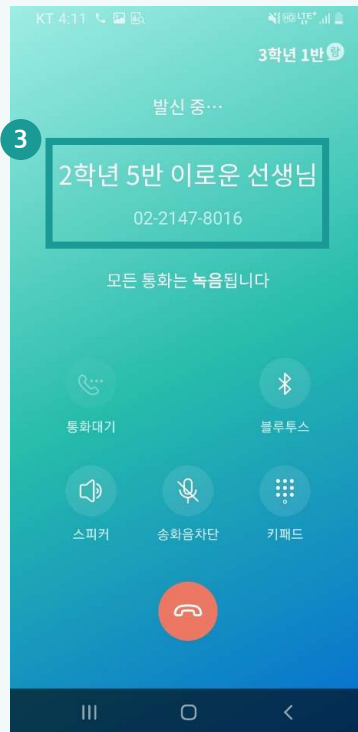 KT 4:11
3학년 1반
발신 중···
3
2학년 5반 이로운 선생님
02-2147-8016
모든 통화는 녹음됩니다
통화대기
블루투스
스피커
송화음차단
키패드